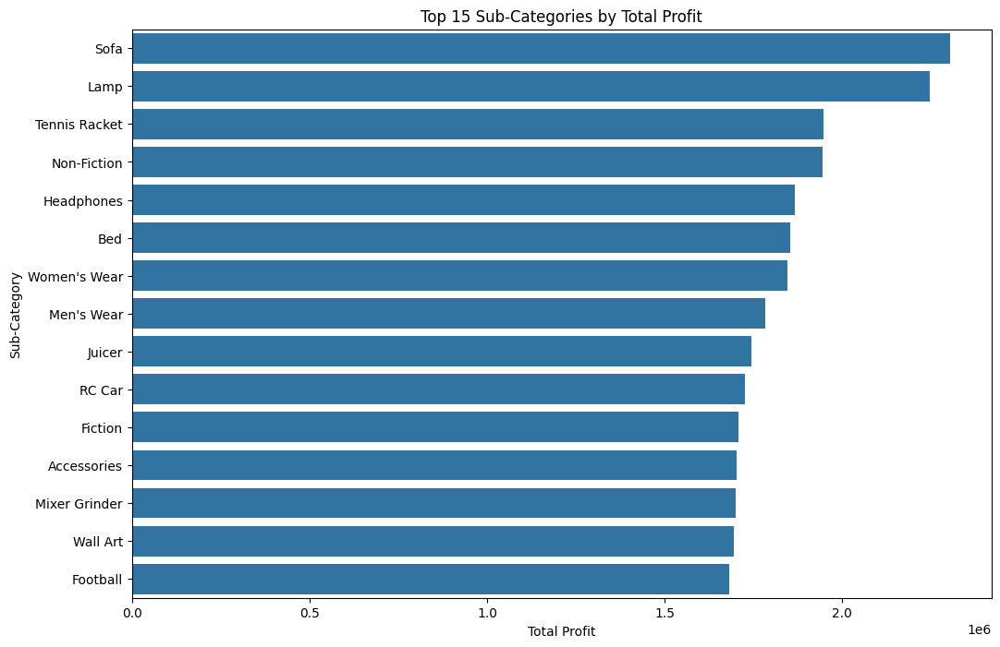 Top 15 Sub-Categories by Total Profit
Sub-Category
Sofa
Lamp
Tennis Racket
Non-Fiction
Headphones
Bed
Women's Wear
Men's Wear
Juicer
RC Car
Fiction
Accessories
Mixer Grinder
Wall Art
Football
0.0 0.5 1.0 1.5 2.0
1e6
Total Profit